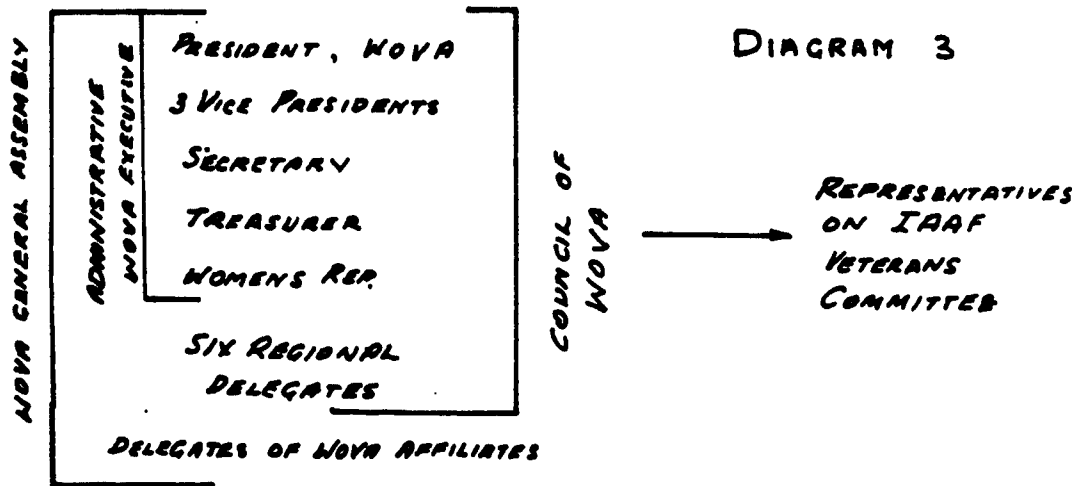 DIAGRAM 3
WOVA GENERAL ASSEMBLY
ADMINISTRATIVE
WOVA EXECUTIVE
PRESIDENT, WOVA
3 VICE PRESIDENTS
SECRETARY
TREASURER
WOMENS REP.
SIX REGIONAL
DELEGATES
DELEGATES OF WOVA AFFILIATES
COUNCIL OF
WOVA
REPRESENTATIVES
ON IAAF
VETERANS
COMMITTEE